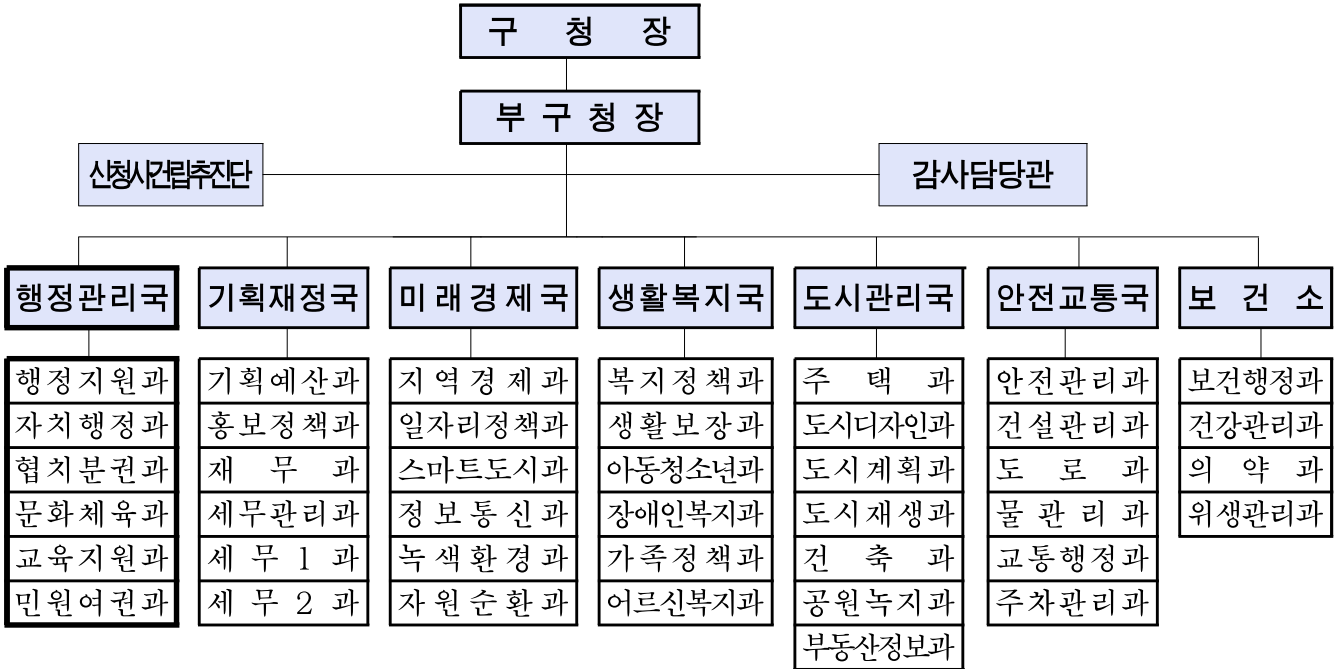 구 청 장
부 구 청 장
신청사건립추진단
감사담당관
행정관리국
기획재정국
미래경제국
생활복지국
도시관리국
안전교통국
보 건 소
행정지원과
자치행정과
협치분권과
문화체육과
교육지원과
민원여권과
기획예산과
홍보정책과
재 무 과
세무관리과
세 무 1 과
세 무 2 과
지역경제과
일자리정책과
스마트도시과
정보통신과
녹색환경과
자원순환과
복지정책과
생활보장과
아동청소년과
장애인복지과
가족정책과
어르신복지과
주 택 과
도시디자인과
도시계획과
도시재생과
건 축 과
공원녹지과
부동산정보과
안전관리과
건설관리과
도 로 과
물 관 리 과
교통행정과
주차관리과
보건행정과
건강관리과
의 약 과
위생관리과